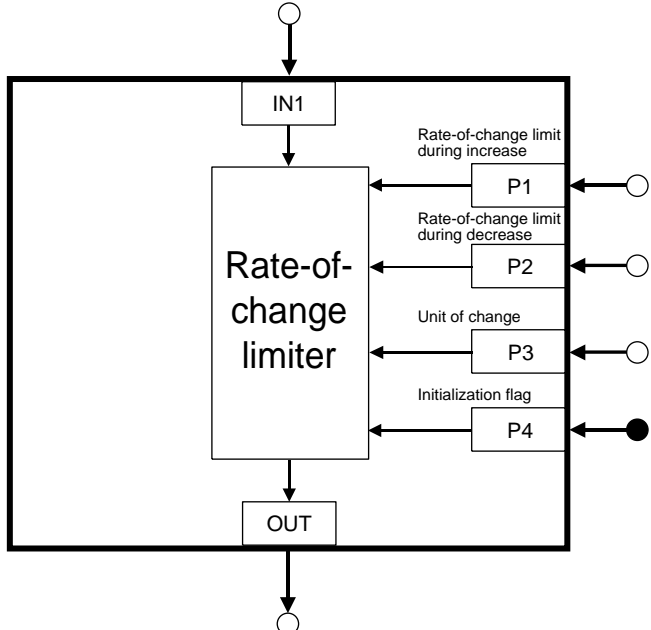 IN1
Rate-of-change limit
during increase
P1
Rate-of-change limit
during decrease
P2
Rate-of-
change
limiter
Unit of change
P3
Initialization flag
P4
OUT